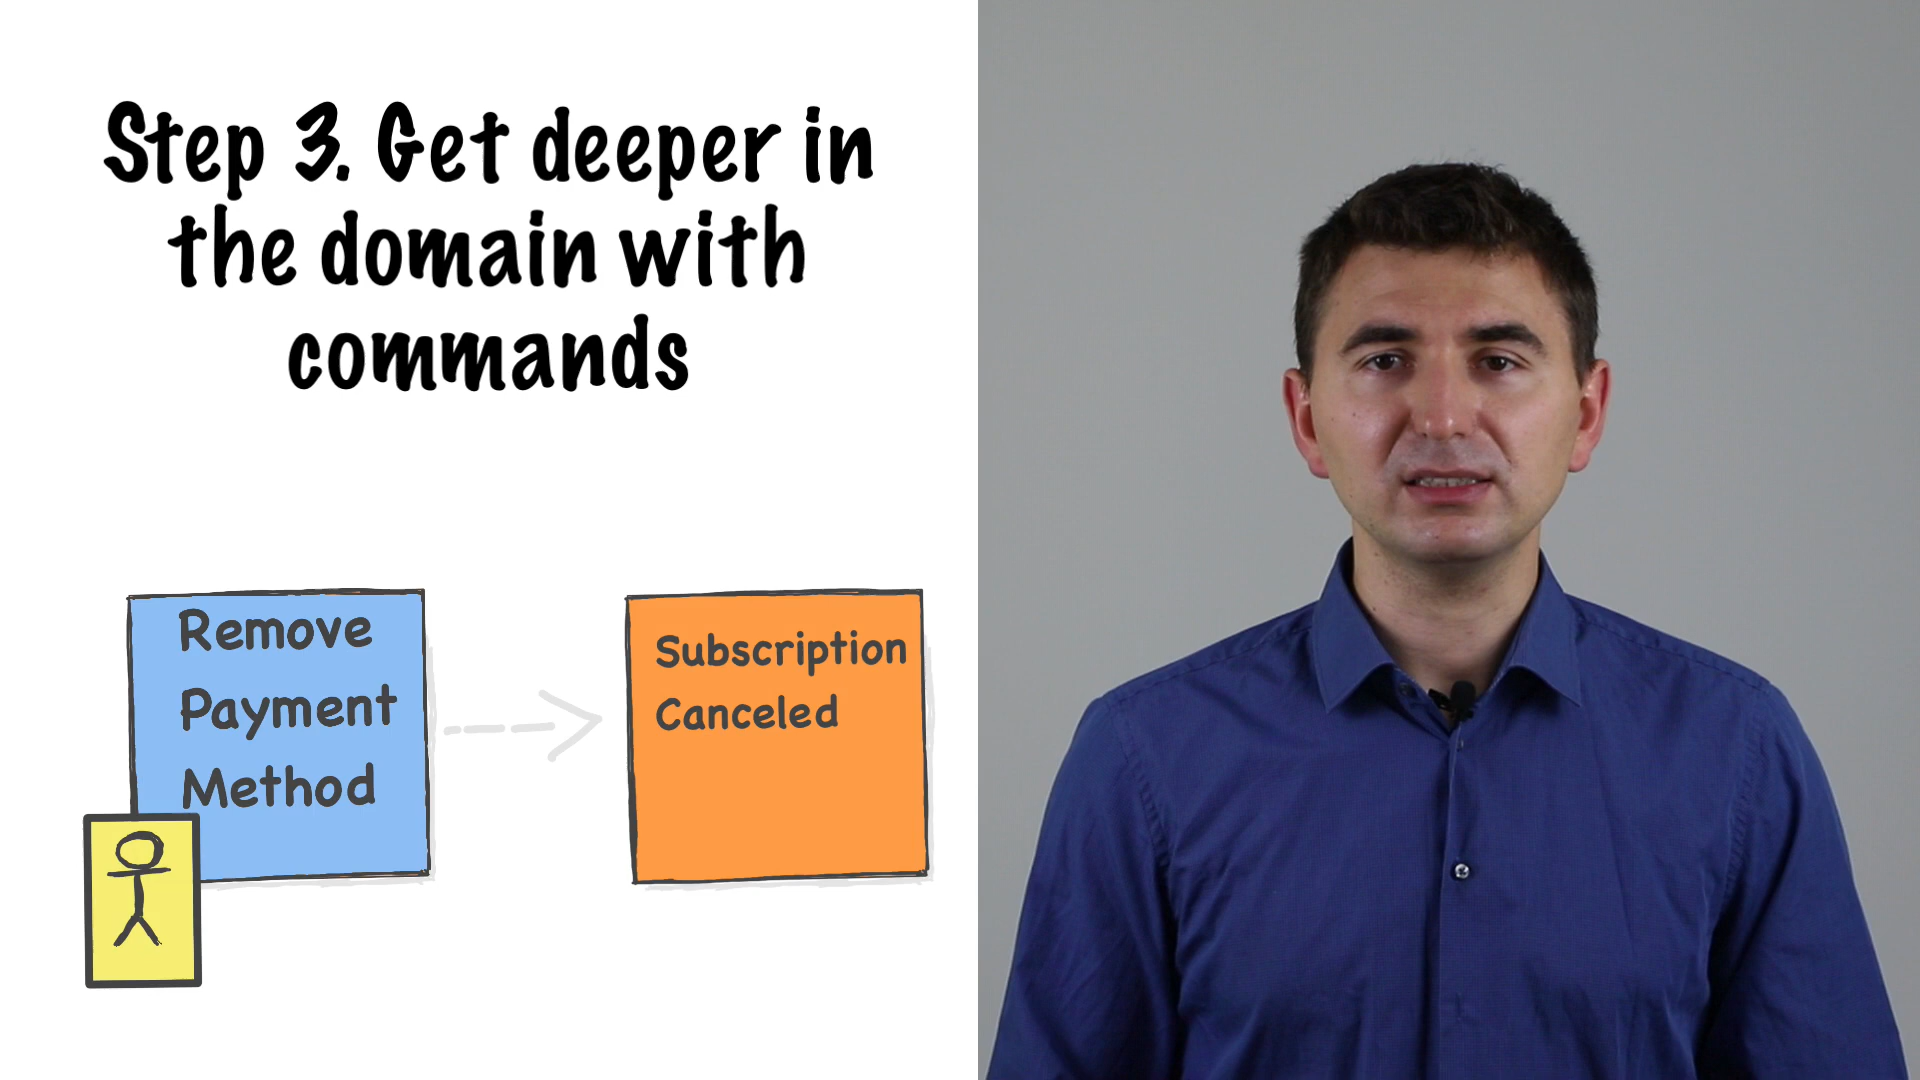 Step 3. Get deeper in
the domain with
commands
Remove
Payment
Method
Subscription
Canceled